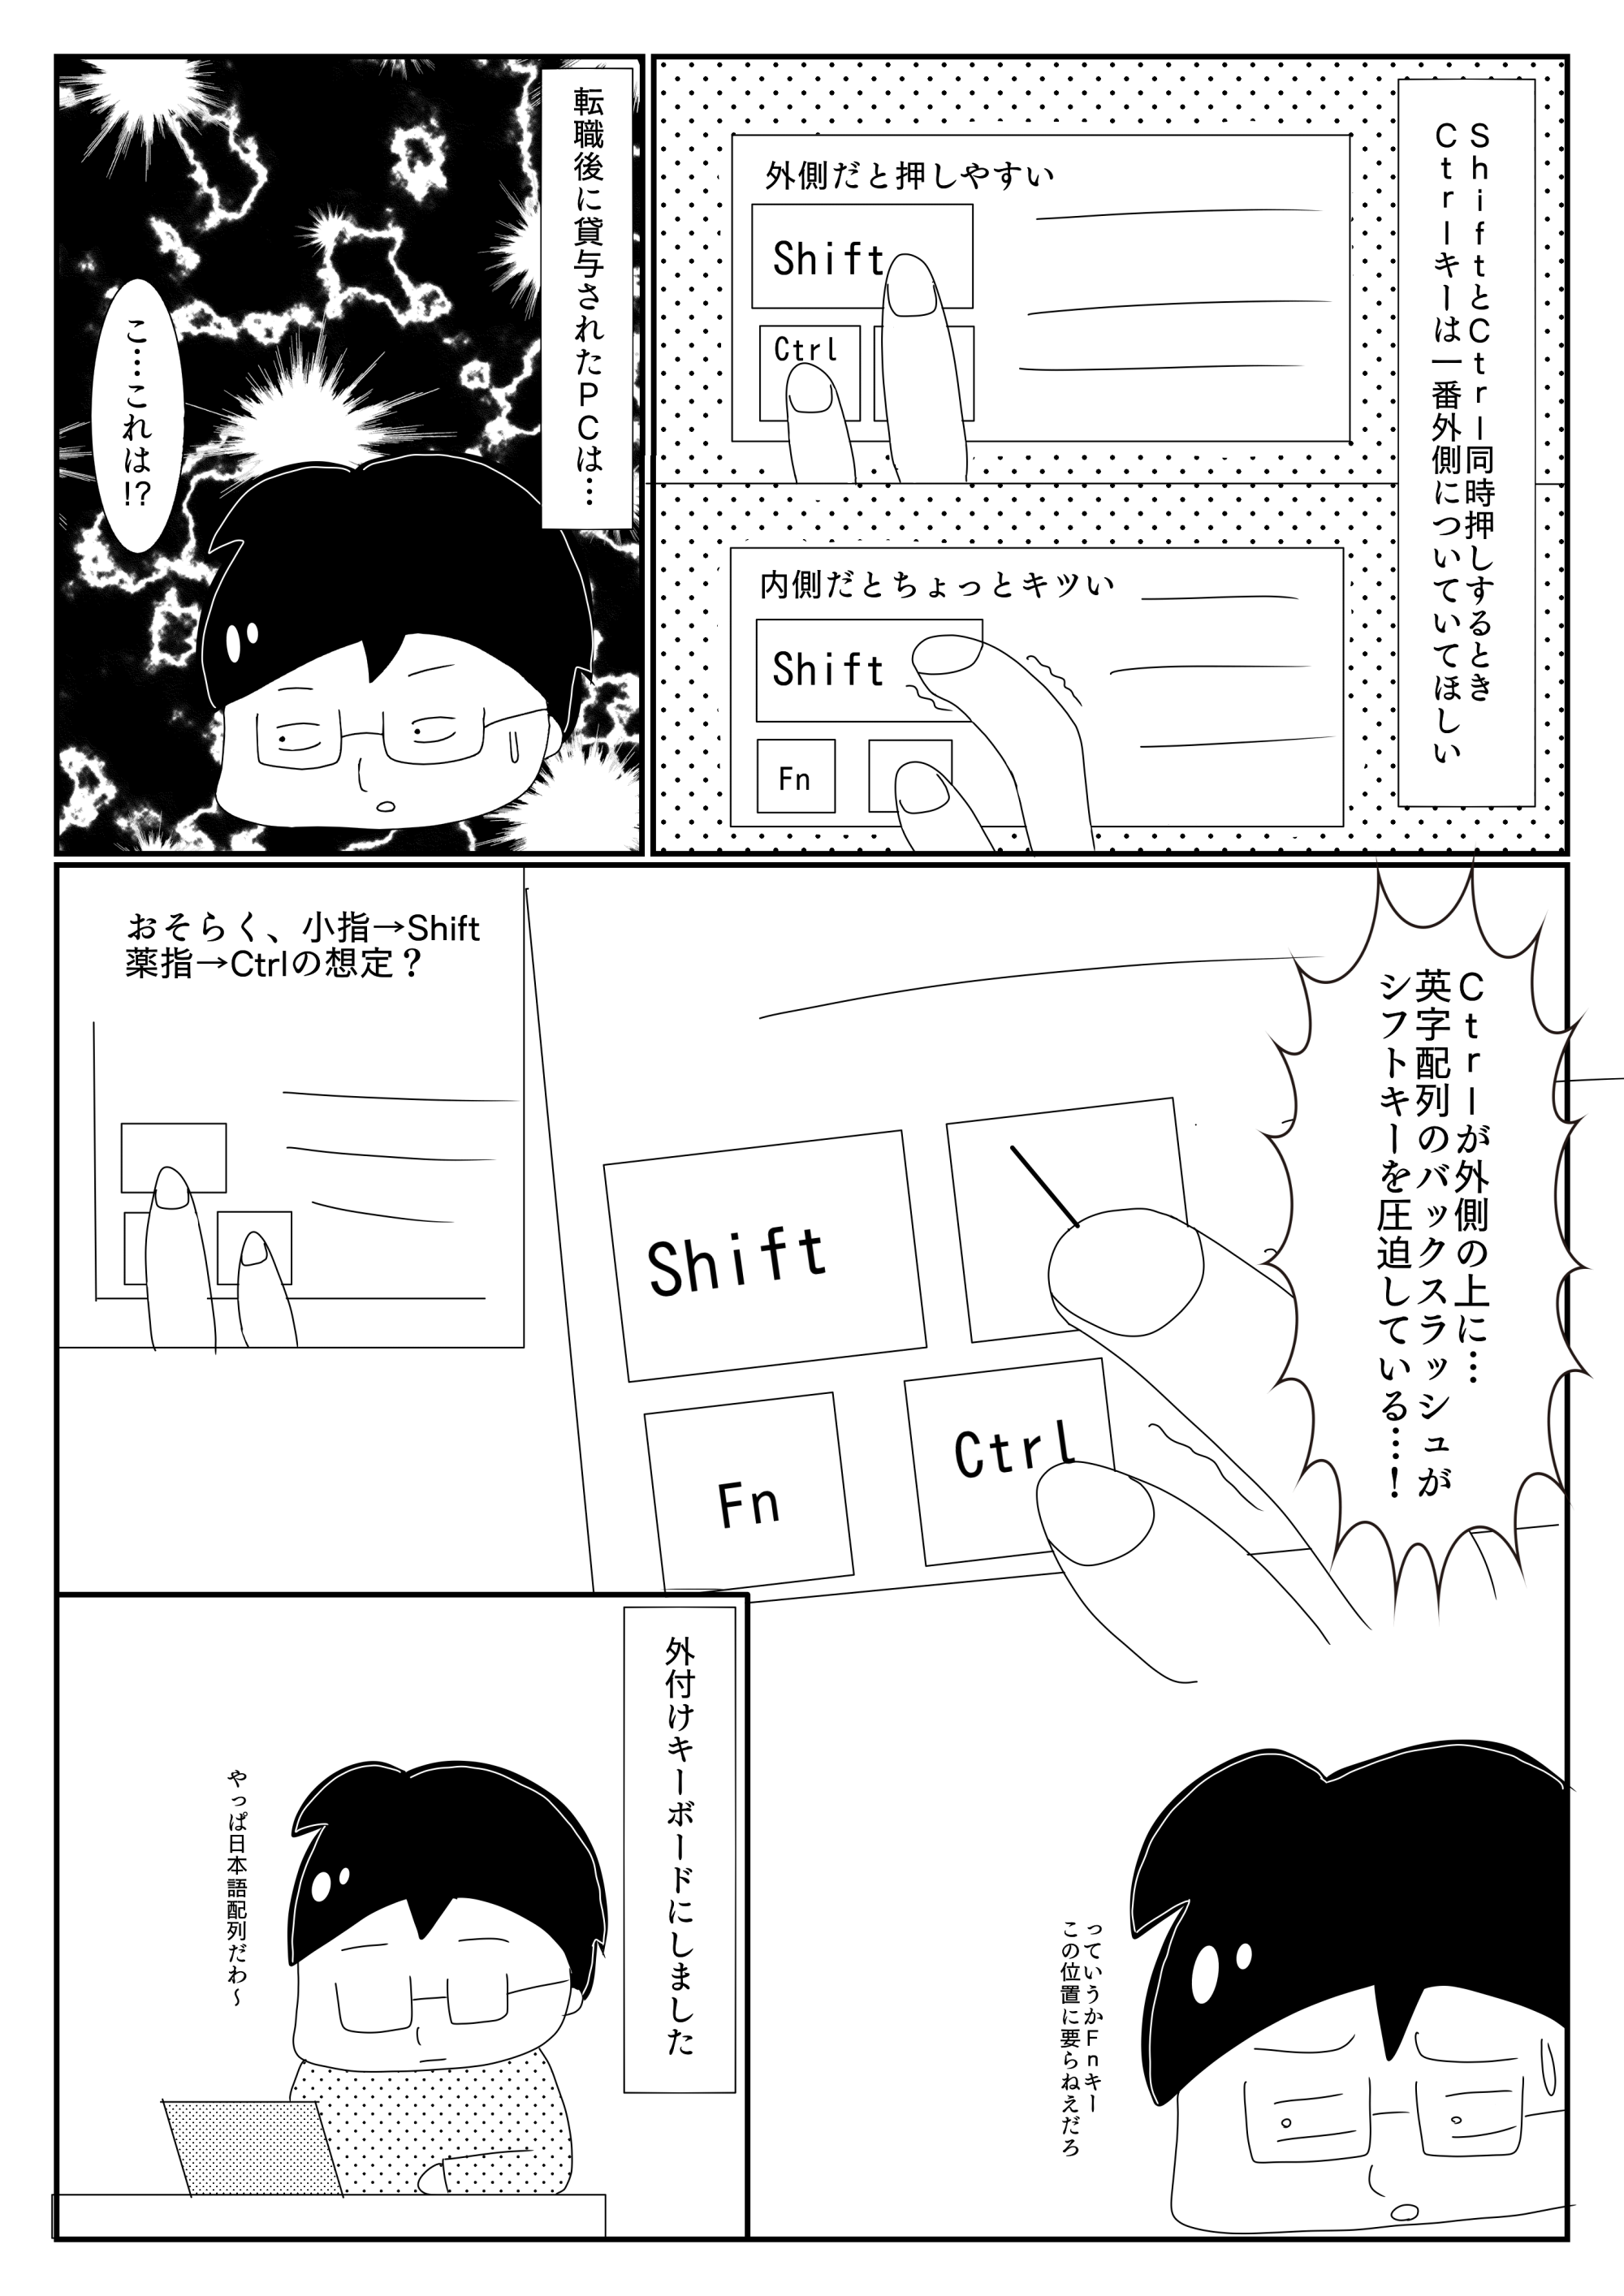 ShiftとCtrl同時押しするとき
Ctrlキーは一番外側についていてほしい
外側だと押しやすい
Shift
Ctrl
内側だとちょっとキツい
Shift
Fn
転職後に貸与されたPCは…
こ…これは!?
Ctrlが外側の上に…
英字配列のバックスラッシュが
シフトキーを圧迫している…！
Shift
\
Fn
Ctrl
おそらく、小指→Shift
薬指→Ctrlの想定？
っていうかFnキー
この位置に要らねえだろ
外付けキーボードにしました
やっぱ日本語配列だわ～